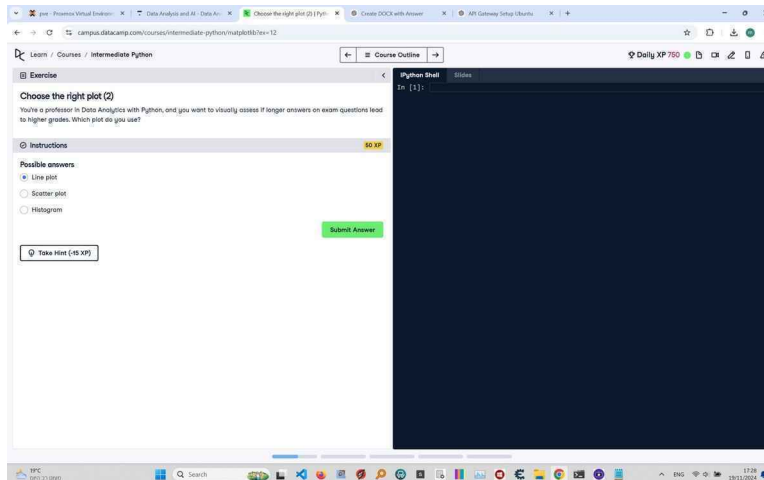 pve - Proxmox Virtual Environm
Data Analysis and AI - Data An
Choose the right plot (2) | Pyth
Create DOCX with Answer
API Gateway Setup Ubuntu
campus.datacamp.com/courses/intermediate-python/matplotlib?ex=12
Learn / Courses / Intermediate Python
Course Outline
Daily XP 750
Exercise
IPython Shell
Slides
In [1]:
Choose the right plot (2)
You're a professor in Data Analytics with Python, and you want to visually assess if longer answers on exam questions lead
to higher grades. Which plot do you use?
Instructions
50 XP
Possible answers
Line plot
Scatter plot
Histogram
Submit Answer
Take Hint (-15 XP)
19°C
Search
ENG
17:28
19/11/2024